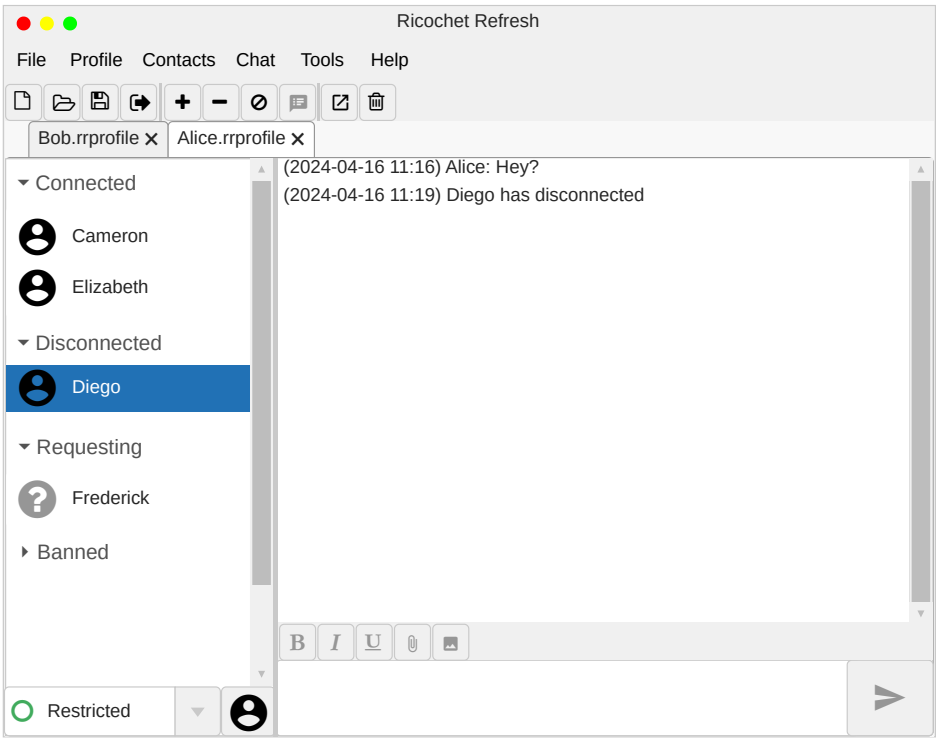 Ricochet Refresh
File Profile Contacts Chat Tools Help
Bob.rrprofile Alice.rrprofile
Connected
Cameron
Elizabeth
Disconnected
Diego
Requesting
Frederick
Banned
Restricted
(2024-04-16 11:16) Alice: Hey?
(2024-04-16 11:19) Diego has disconnected
B I U